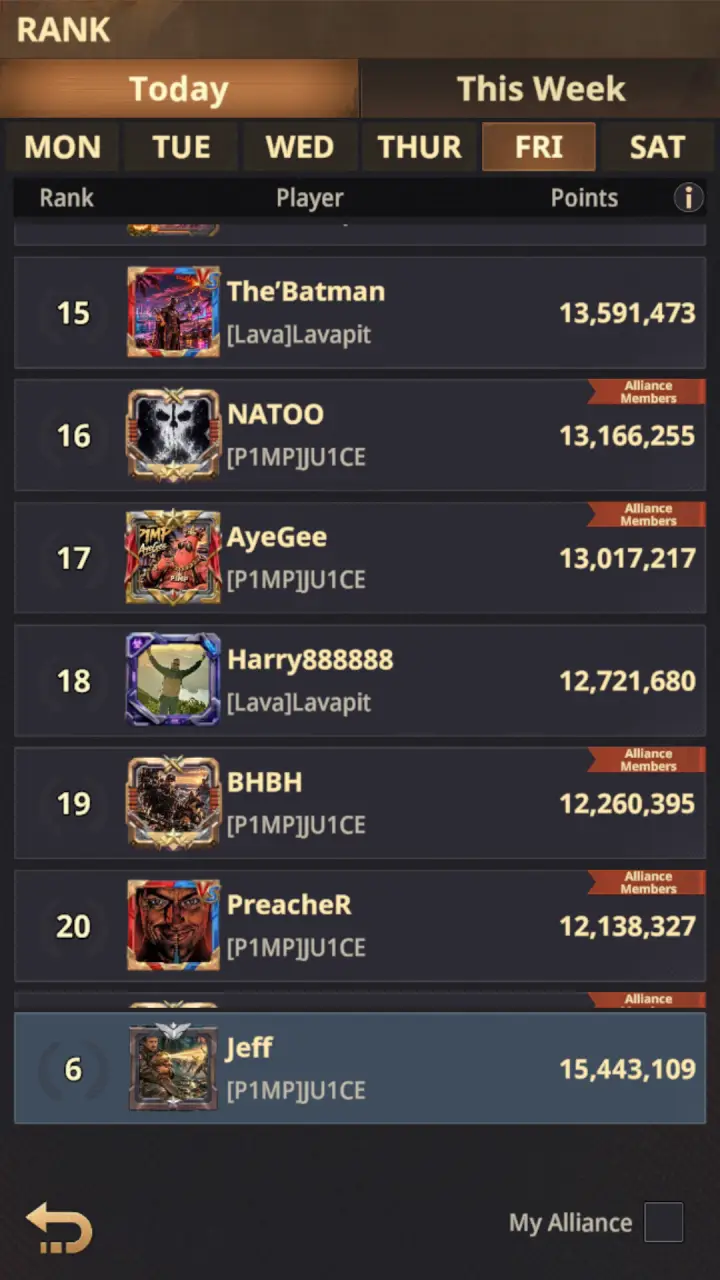 RANK
Today
This Week
MON
TUE
WED
THUR
FRI
SAT
Rank
Player
Points
15
The'Batman
[Lava]Lavapit
13,591,473
16
NATOO
[P1MP]JU1CE
Alliance
Members
13,166,255
17
AyeGee
[P1MP]JU1CE
Alliance
Members
13,017,217
18
Harry888888
[Lava]Lavapit
12,721,680
19
BHBH
[P1MP]JU1CE
Alliance
Members
12,260,395
20
PreacheR
[P1MP]JU1CE
Alliance
Members
12,138,327
Alliance
6
Jeff
[P1MP]JU1CE
15,443,109
My Alliance